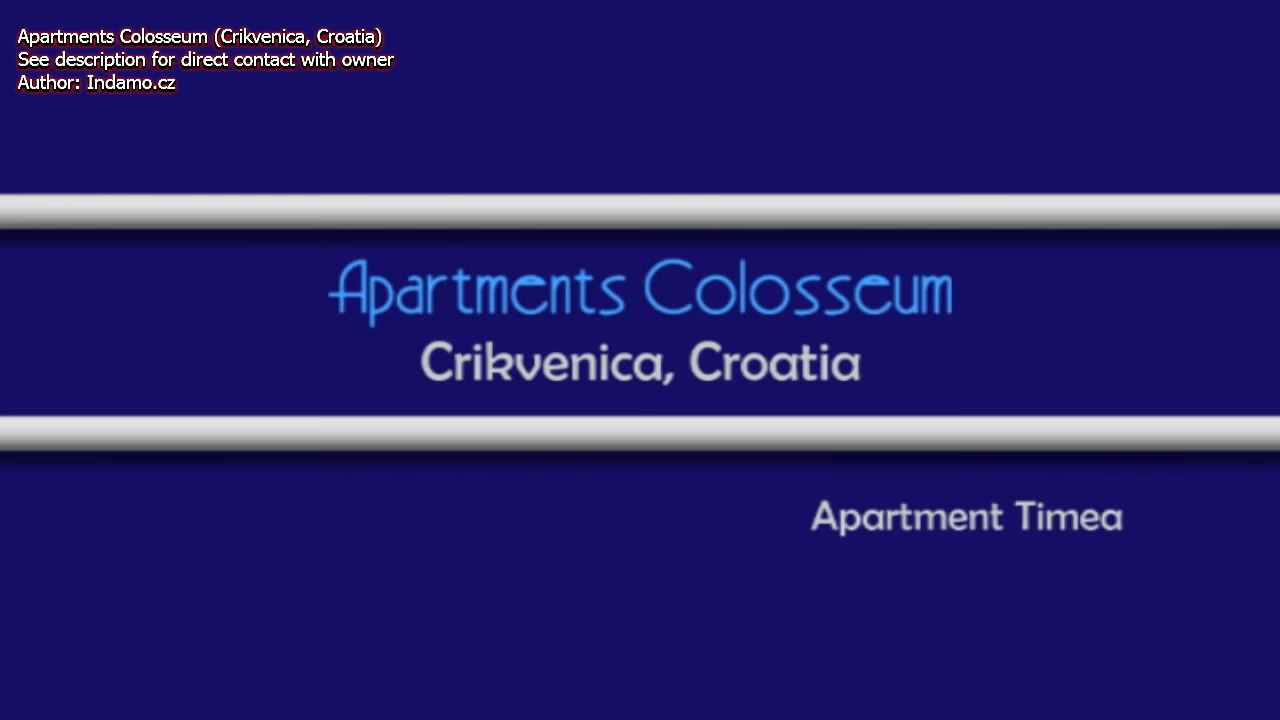 Apartments Colosseum (Crikvenica, Croatia)
See description for direct contact with owner
Author: Indamo.cz
Apartments Colosseum
Crikvenica, Croatia
Apartment Timea